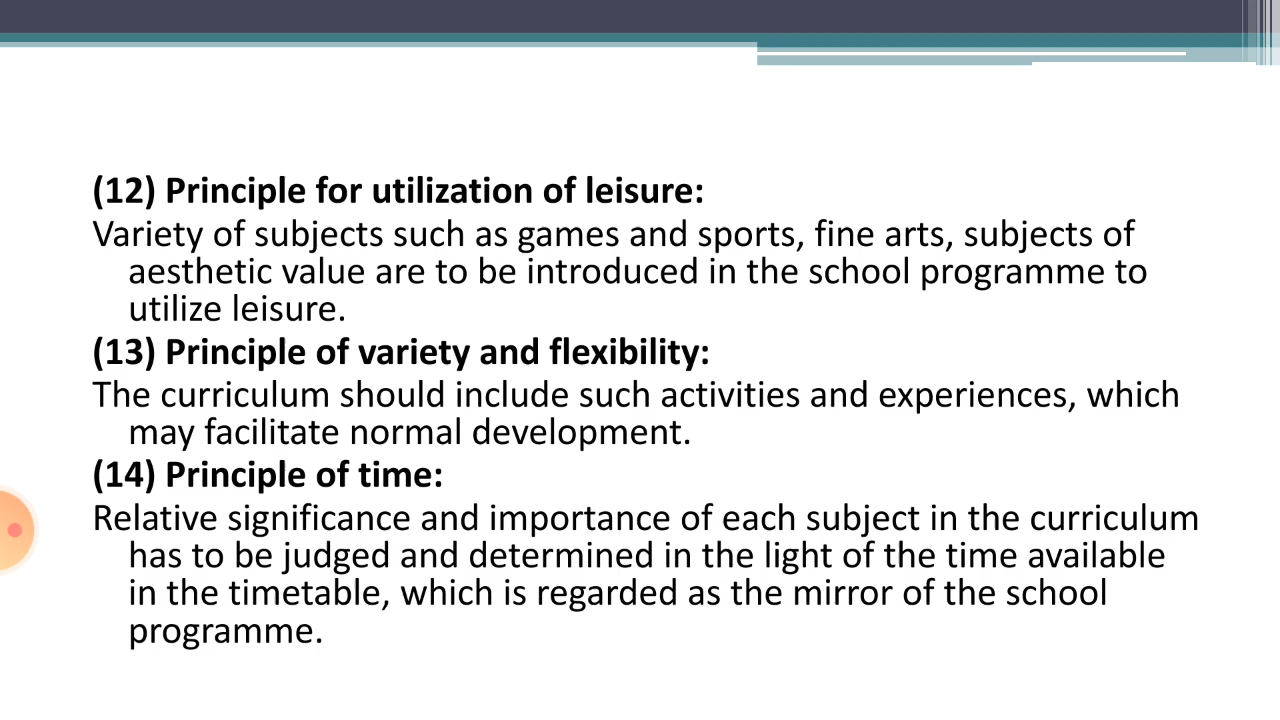 (12) Principle for utilization of leisure:
Variety of subjects such as games and sports, fine arts, subjects of
aesthetic value are to be introduced in the school programme to
utilize leisure.
(13) Principle of variety and flexibility:
The curriculum should include such activities and experiences, which
may facilitate normal development.
(14) Principle of time:
Relative significance and importance of each subject in the curriculum
has to be judged and determined in the light of the time available
in the timetable, which is regarded as the mirror of the school
programme.